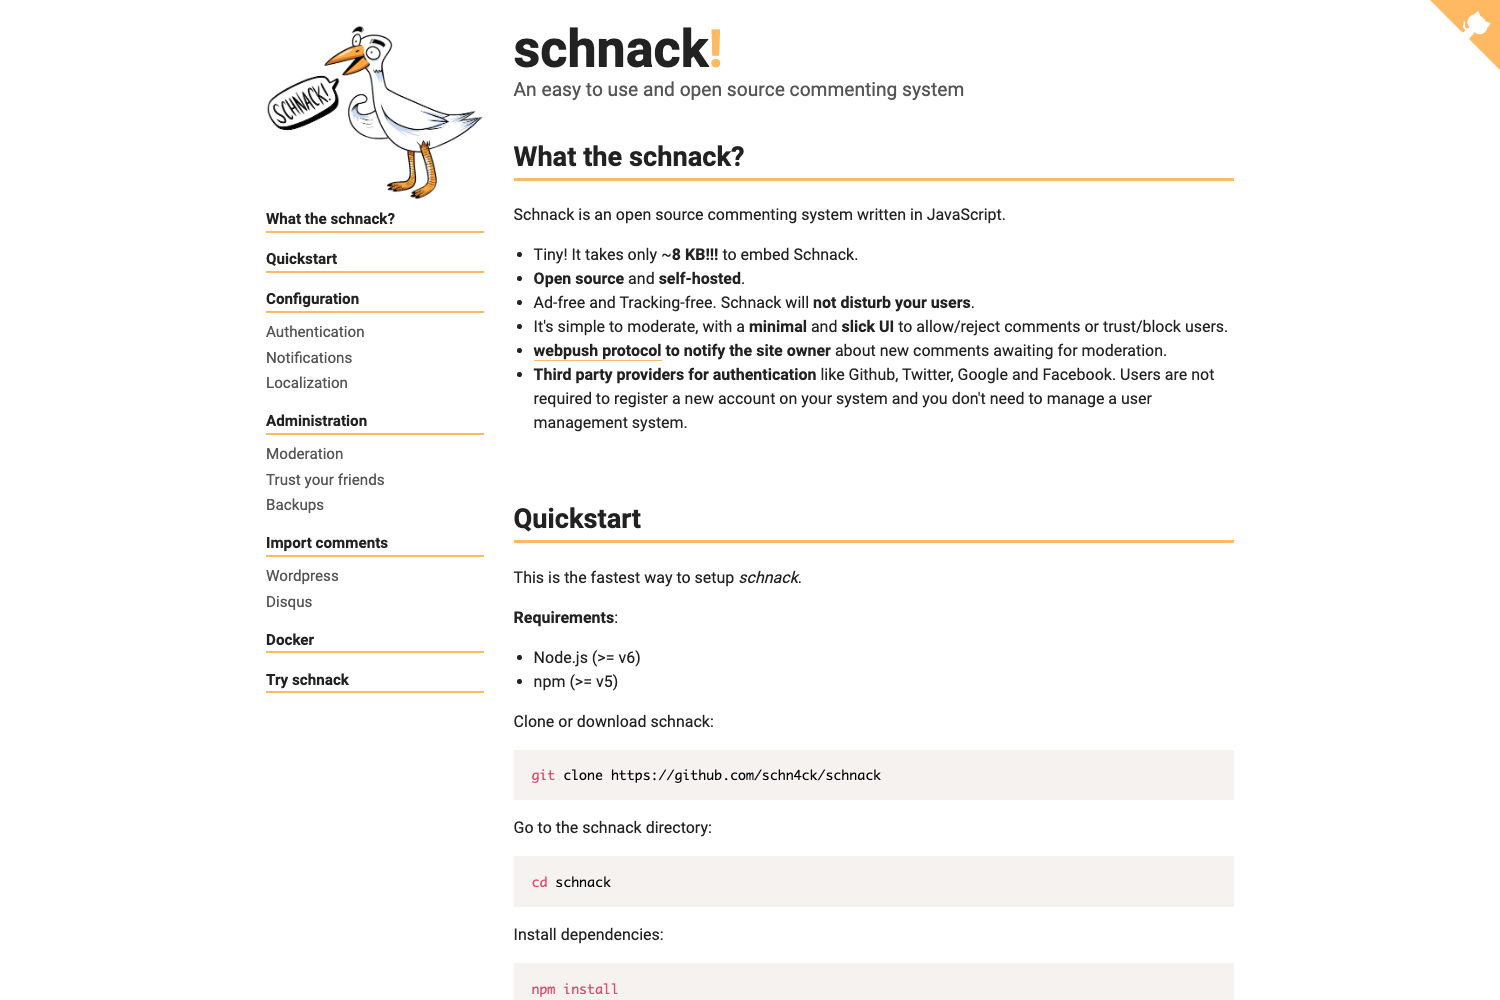 SCHNACK!
What the schnack?
Quickstart
Configuration
Authentication
Notifications
Localization
Administration
Moderation
Trust your friends
Backups
Import comments
Wordpress
Disqus
Docker
Try schnack
schnack!
An easy to use and open source commenting system
What the schnack?
Schnack is an open source commenting system written in JavaScript.
• Tiny! It takes only ~8 KB!!! to embed Schnack.
• Open source and self-hosted.
• Ad-free and Tracking-free. Schnack will not disturb your users.
• It's simple to moderate, with a minimal and slick UI to allow/reject comments or trust/block users.
• webpush protocol to notify the site owner about new comments awaiting for moderation.
• Third party providers for authentication like Github, Twitter, Google and Facebook. Users are not
required to register a new account on your system and you don't need to manage a user
management system.
Quickstart
This is the fastest way to setup schnack.
Requirements:
• Node.js (>= v6)
• npm (>= v5)
Clone or download schnack:
git clone https://github.com/schn4ck/schnack
Go to the schnack directory:
cd schnack
Install dependencies:
npm install